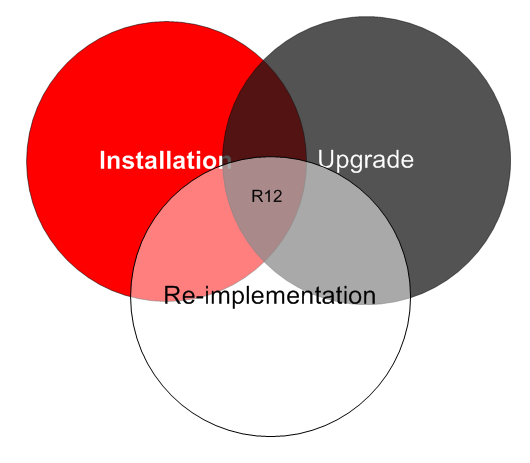 Installation
Upgrade
R12
Re-implementation